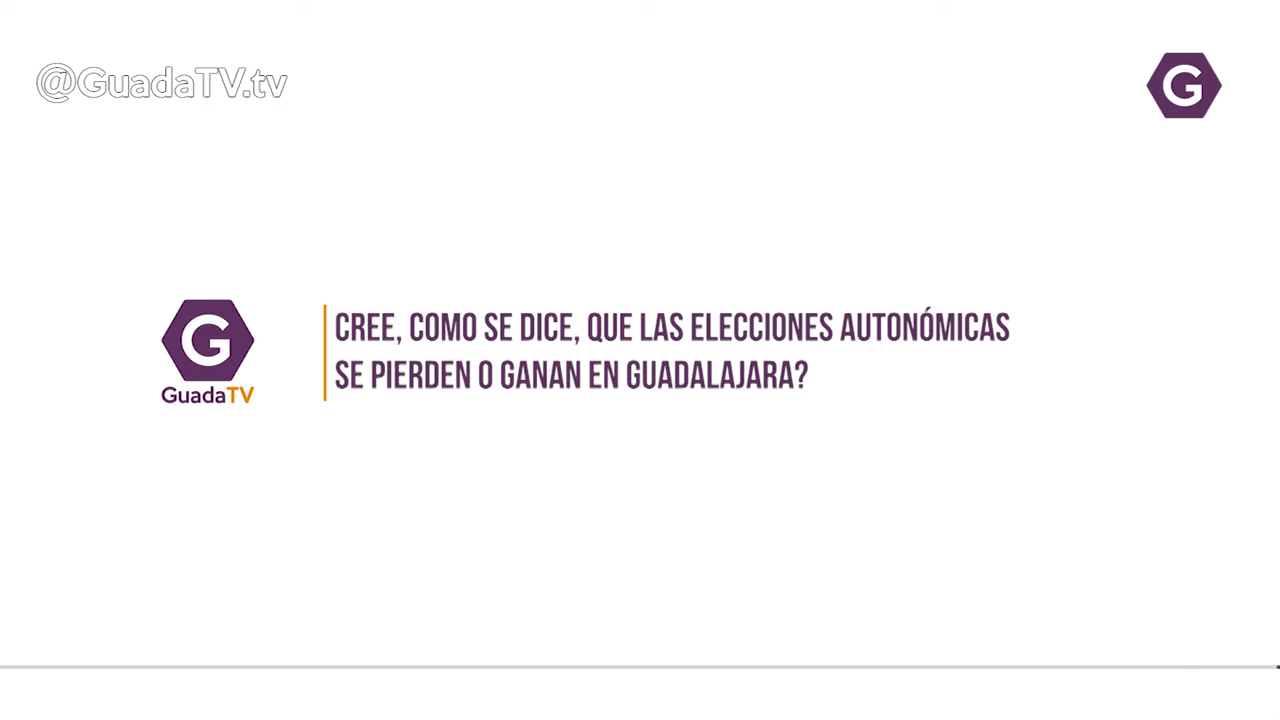 @GuadaTV.tv
G
G
GuadaTV
CREE, COMO SE DICE, QUE LAS ELECCIONES AUTONÓMICAS
SE PIERDEN O GANAN EN GUADALAJARA?